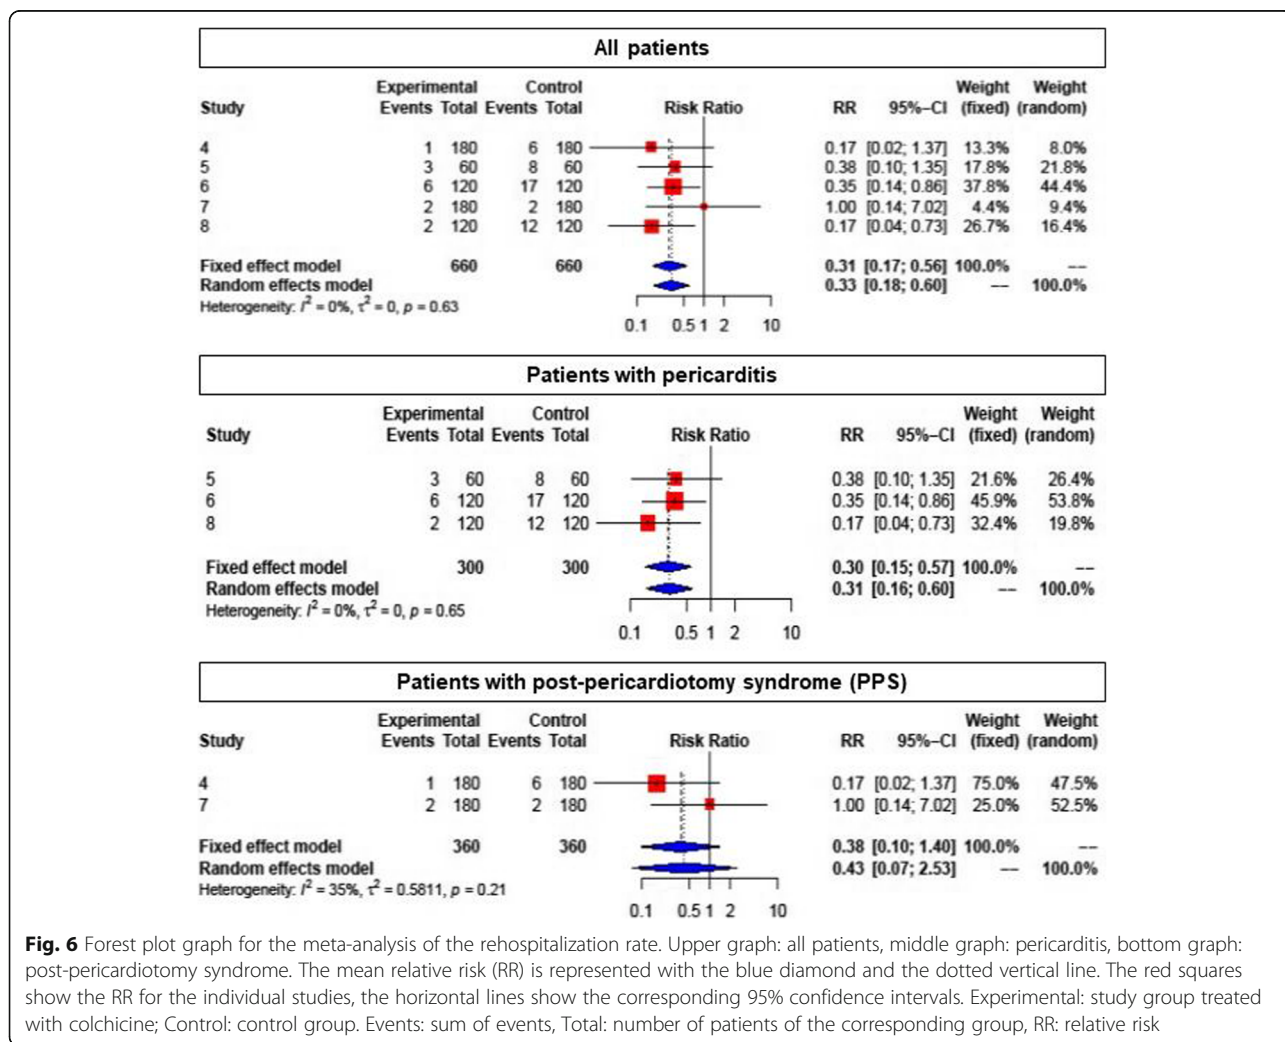 All patients
Experimental Control Weight Weight
Study Events Total Events Total Risk Ratio RR 95%–CI (fixed) (random)
4 1 180 6 180 0.17 [0.02; 1.37] 13.3% 8.0%
5 3 60 8 60 0.38 [0.10; 1.35] 17.8% 21.8%
6 6 120 17 120 0.35 [0.14; 0.86] 37.8% 44.4%
7 2 180 2 180 1.00 [0.14; 7.02] 4.4% 9.4%
8 2 120 12 120 0.17 [0.04; 0.73] 26.7% 16.4%
Fixed effect model 660 660 0.31 [0.17; 0.56] 100.0% --
Random effects model 0.33 [0.18; 0.60] -- 100.0%
Heterogeneity: I² = 0%, τ² = 0, p = 0.63
0.1 0.5 1 2 10
Patients with pericarditis
Experimental Control Weight Weight
Study Events Total Events Total Risk Ratio RR 95%–CI (fixed) (random)
5 3 60 8 60 0.38 [0.10; 1.35] 21.6% 26.4%
6 6 120 17 120 0.35 [0.14; 0.86] 45.9% 53.8%
8 2 120 12 120 0.17 [0.04; 0.73] 32.4% 19.8%
Fixed effect model 300 300 0.30 [0.15; 0.57] 100.0% --
Random effects model 0.31 [0.16; 0.60] -- 100.0%
Heterogeneity: I² = 0%, τ² = 0, p = 0.65
0.1 0.5 1 2 10
Patients with post-pericardiotomy syndrome (PPS)
Experimental Control Weight Weight
Study Events Total Events Total Risk Ratio RR 95%–CI (fixed) (random)
4 1 180 6 180 0.17 [0.02; 1.37] 75.0% 47.5%
7 2 180 2 180 1.00 [0.14; 7.02] 25.0% 52.5%
Fixed effect model 360 360 0.38 [0.10; 1.40] 100.0% --
Random effects model 0.43 [0.07; 2.53] -- 100.0%
Heterogeneity: I² = 35%, τ² = 0.5811, p = 0.21
0.1 0.5 1 2 10
Fig. 6 Forest plot graph for the meta-analysis of the rehospitalization rate. Upper graph: all patients, middle graph: pericarditis, bottom graph:
post-pericardiotomy syndrome. The mean relative risk (RR) is represented with the blue diamond and the dotted vertical line. The red squares
show the RR for the individual studies, the horizontal lines show the corresponding 95% confidence intervals. Experimental: study group treated
with colchicine; Control: control group. Events: sum of events, Total: number of patients of the corresponding group, RR: relative risk